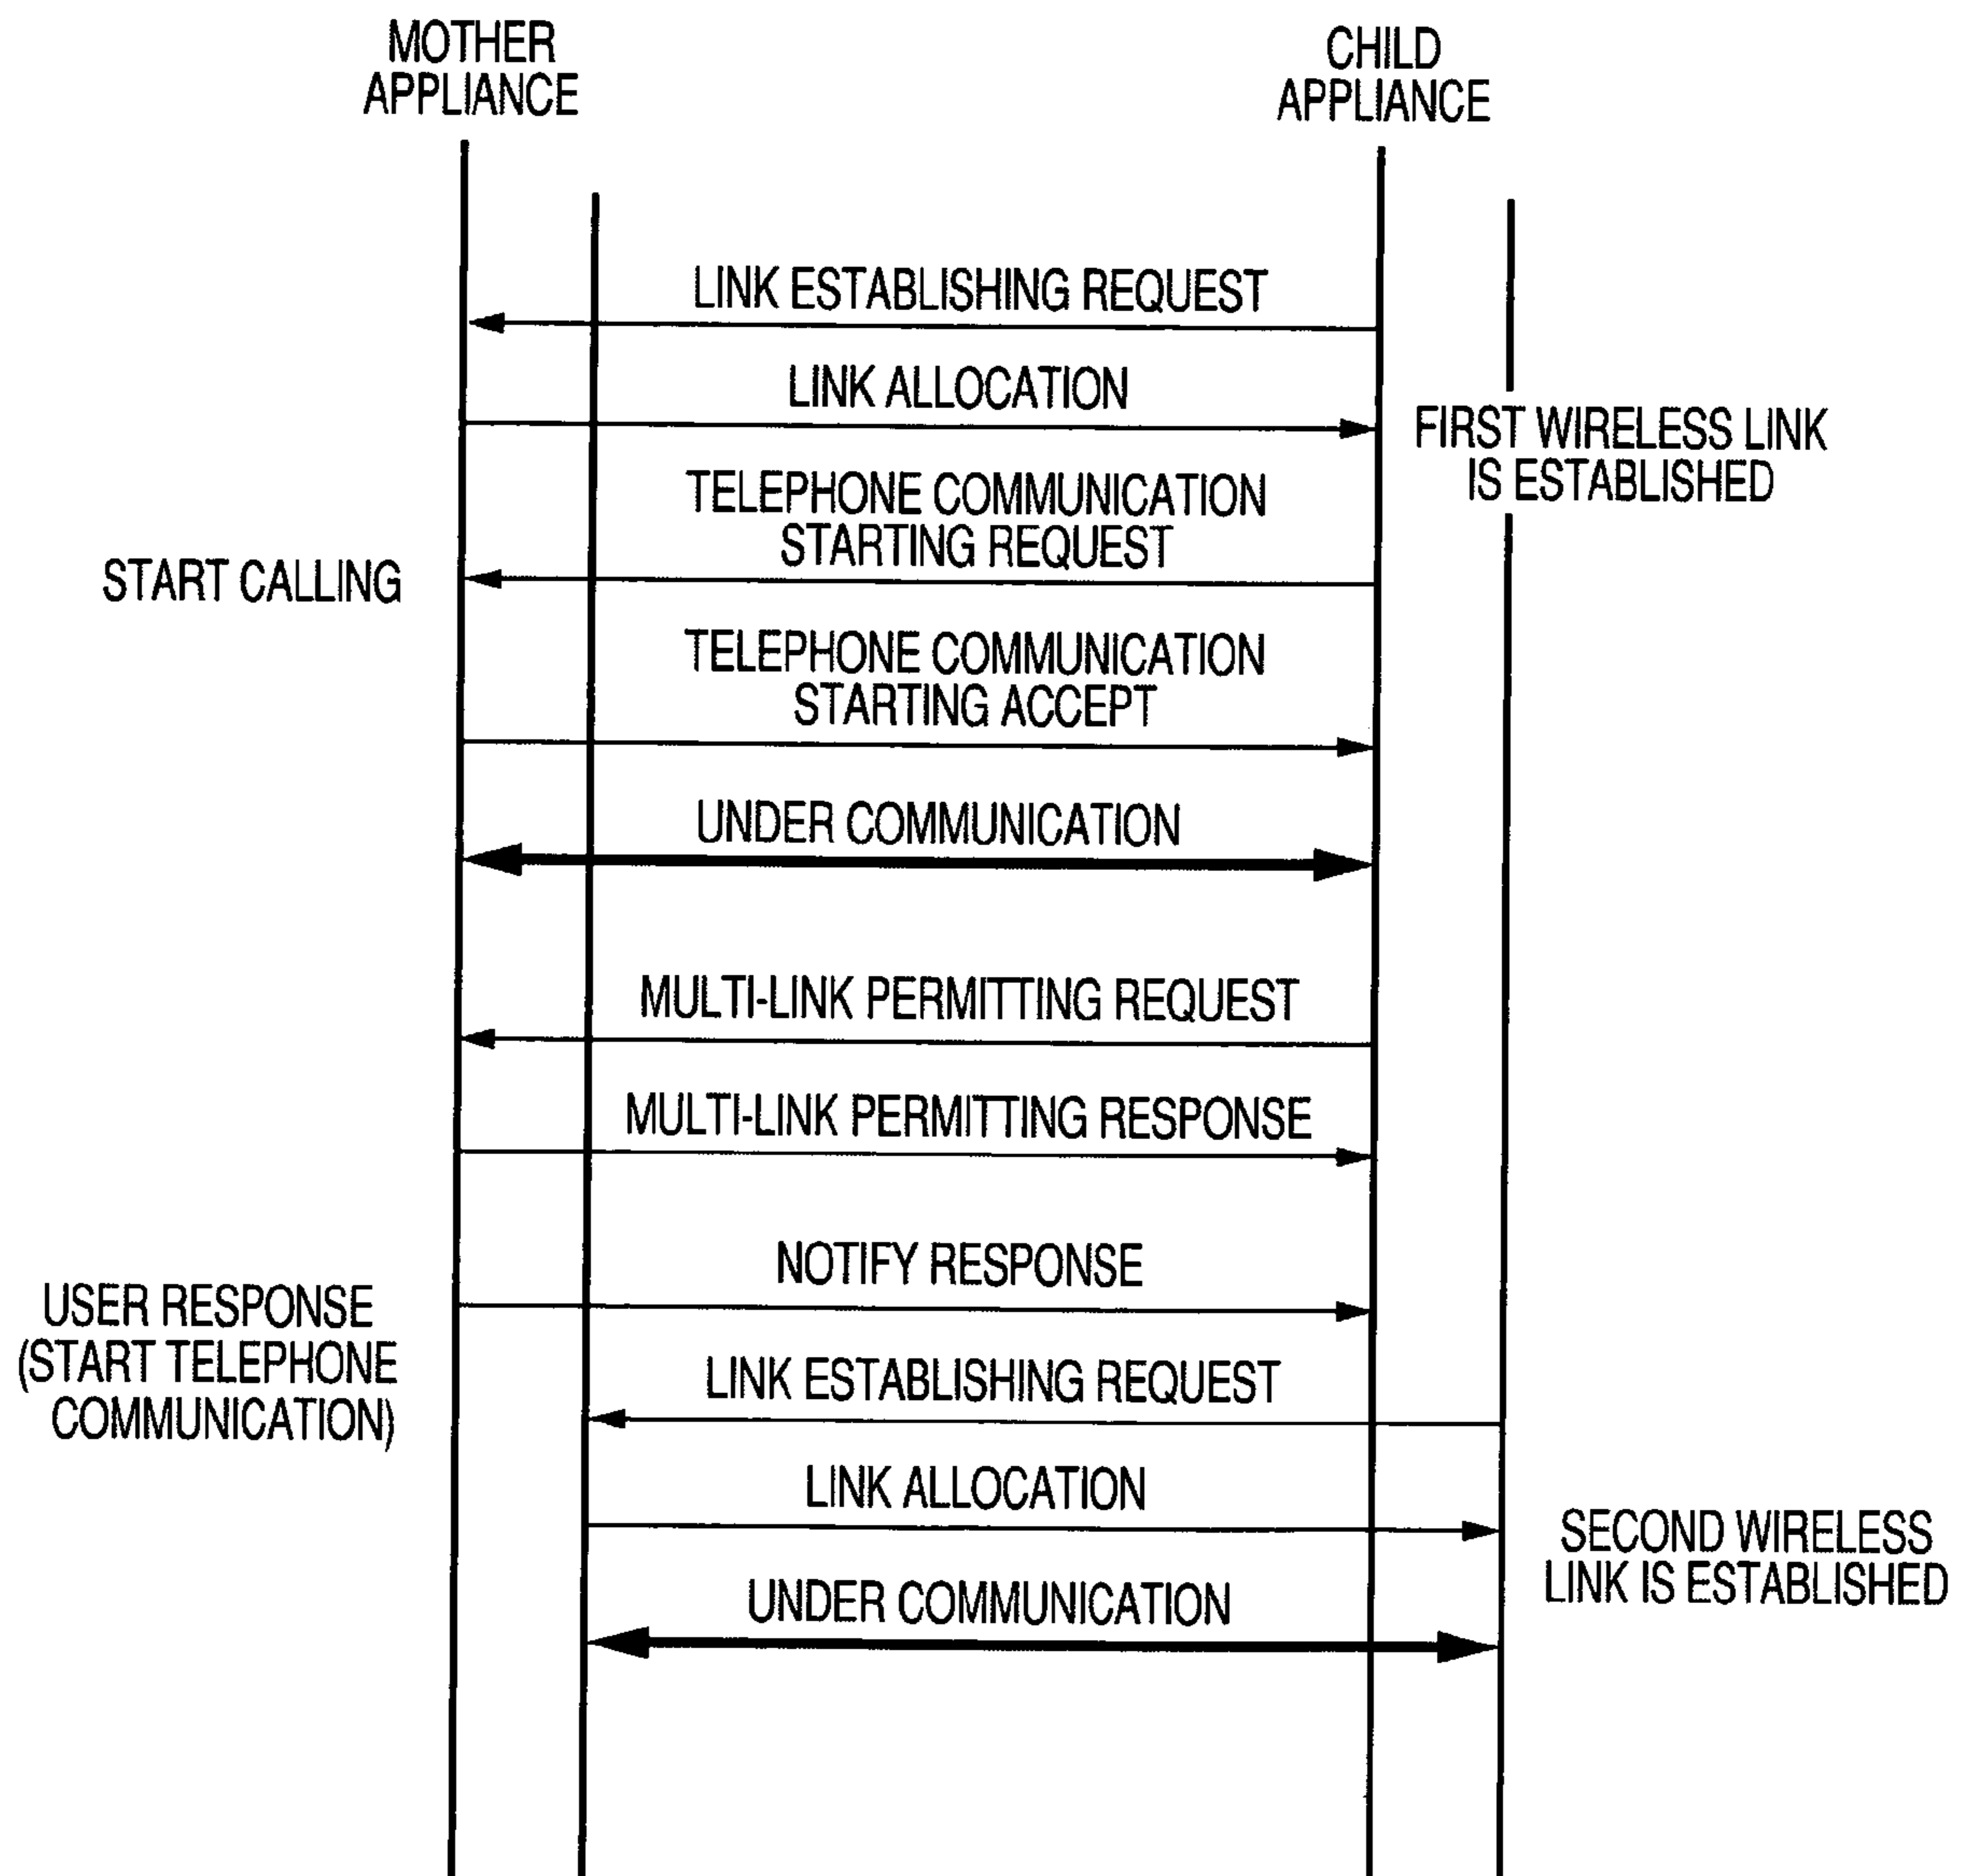 MOTHER
APPLIANCE
CHILD
APPLIANCE
LINK ESTABLISHING REQUEST
LINK ALLOCATION
FIRST WIRELESS LINK
IS ESTABLISHED
TELEPHONE COMMUNICATION
STARTING REQUEST
START CALLING
TELEPHONE COMMUNICATION
STARTING ACCEPT
UNDER COMMUNICATION
MULTI-LINK PERMITTING REQUEST
MULTI-LINK PERMITTING RESPONSE
NOTIFY RESPONSE
USER RESPONSE
(START TELEPHONE
COMMUNICATION)
LINK ESTABLISHING REQUEST
LINK ALLOCATION
SECOND WIRELESS
LINK IS ESTABLISHED
UNDER COMMUNICATION